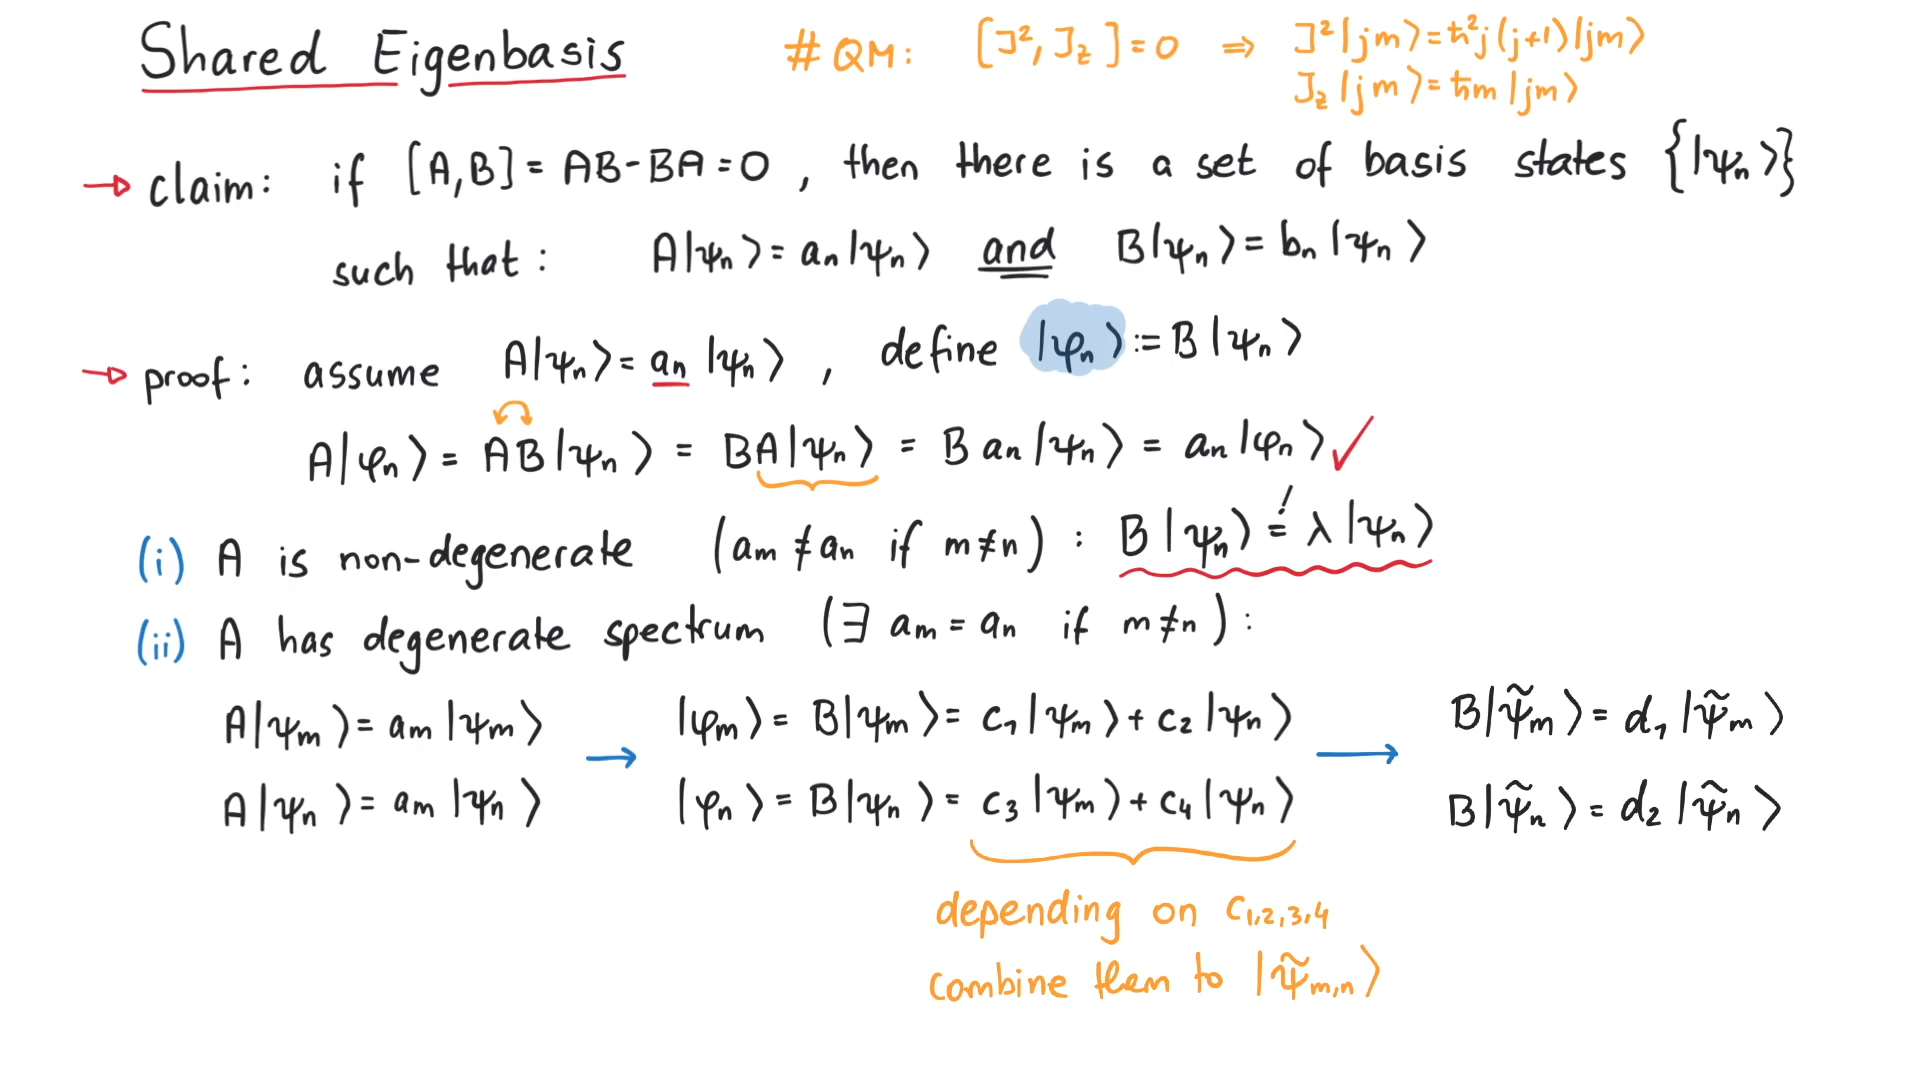 Shared Eigenbasis
# QM: [J², J_z] = 0 ⇒ J²|jm⟩ = ħ²j(j+1)|jm⟩
J_z|jm⟩ = ħm|jm⟩
→ claim: if [A,B] = AB-BA = 0 , then there is a set of basis states {|ψₙ⟩}
such that: A|ψₙ⟩ = aₙ|ψₙ⟩ and B|ψₙ⟩ = bₙ|ψₙ⟩
→ proof: assume A|ψₙ⟩ = aₙ|ψₙ⟩ , define |φₙ⟩ := B|ψₙ⟩
A|φₙ⟩ = AB|ψₙ⟩ = BA|ψₙ⟩ = B aₙ|ψₙ⟩ = aₙ|φₙ⟩ ✓
(i) A is non-degenerate (aₘ ≠ aₙ if m≠n) : B|ψₙ⟩ =! λ|ψₙ⟩
(ii) A has degenerate spectrum (∃ aₘ = aₙ if m≠n) :
A|ψₘ⟩ = aₘ|ψₘ⟩ |φₘ⟩ = B|ψₘ⟩ = c₁|ψₘ⟩ + c₂|ψₙ⟩ B|ψ̃ₘ⟩ = d₁|ψ̃ₘ⟩
→ →
A|ψₙ⟩ = aₘ|ψₙ⟩ |φₙ⟩ = B|ψₙ⟩ = c₃|ψₘ⟩ + c₄|ψₙ⟩ B|ψ̃ₙ⟩ = d₂|ψ̃ₙ⟩
depending on c₁,₂,₃,₄
combine them to |ψ̃ₘ,ₙ⟩